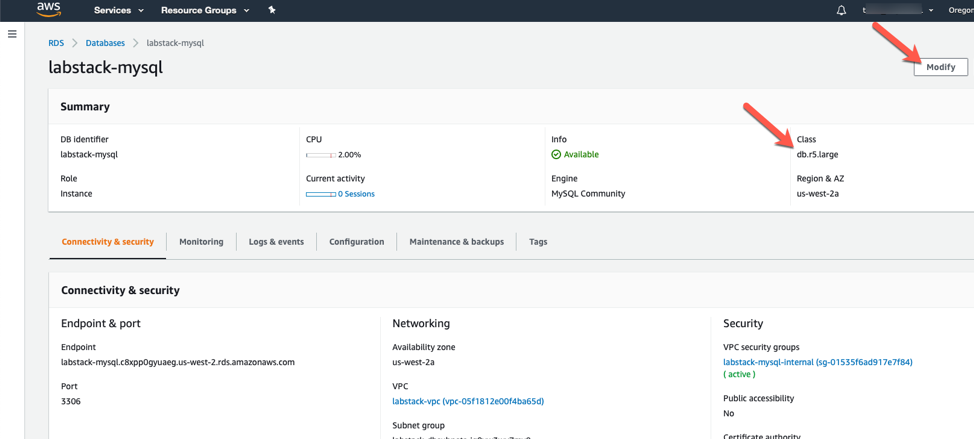 aws
Services
Resource Groups
Oregon
RDS
Databases
labstack-mysql
labstack-mysql
Modify
Summary
DB identifier
labstack-mysql
CPU
2.00%
Info
Available
Class
db.r5.large
Role
Instance
Current activity
0 Sessions
Engine
MySQL Community
Region & AZ
us-west-2a
Connectivity & security
Monitoring
Logs & events
Configuration
Maintenance & backups
Tags
Connectivity & security
Endpoint & port
Endpoint
labstack-mysql.c8xpp0gyuaeg.us-west-2.rds.amazonaws.com
Port
3306
Networking
Availability zone
us-west-2a
VPC
labstack-vpc (vpc-05f1812e00f4ba65d)
Subnet group
Security
VPC security groups
labstack-mysql-internal (sg-01535f6ad917e7f84)
( active )
Public accessibility
No
Certificate authority